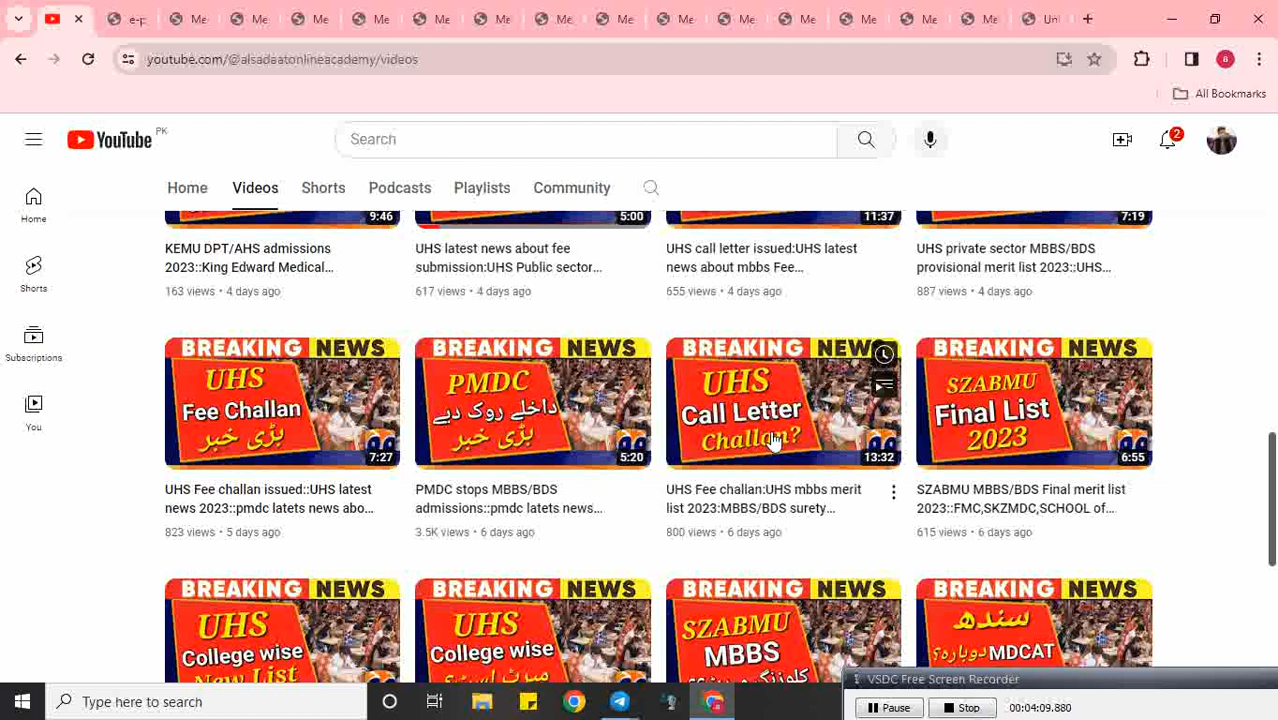 e-p
Me
Me
Me
Me
Me
Me
Me
Me
Me
Me
Me
Me
Me
Me
Un
youtube.com/@alsadaatonlineacademy/videos
All Bookmarks
YouTube PK
Search
2
Home
Videos
Shorts
Podcasts
Playlists
Community
Home
Shorts
Subscriptions
You
9:46
5:00
11:37
7:19
KEMU DPT/AHS admissions
2023::King Edward Medical...
163 views • 4 days ago
UHS latest news about fee
submission:UHS Public sector...
617 views • 4 days ago
UHS call letter issued:UHS latest
news about mbbs Fee...
655 views • 4 days ago
UHS private sector MBBS/BDS
provisional merit list 2023::UHS...
887 views • 4 days ago
BREAKING NEWS
UHS
Fee Challan
بڑی خبر
7:27
BREAKING NEWS
PMDC
داخلے روک دیے
بڑی خبر
5:20
BREAKING NEWS
UHS
Call Letter
Challan?
13:32
BREAKING NEWS
SZABMU
Final List
2023
6:55
UHS Fee challan issued::UHS latest
news 2023::pmdc latets news abo...
823 views • 5 days ago
PMDC stops MBBS/BDS
admissions::pmdc latets news...
3.5K views • 6 days ago
UHS Fee challan:UHS mbbs merit
list 2023:MBBS/BDS surety...
800 views • 6 days ago
SZABMU MBBS/BDS Final merit list
2023::FMC,SKZMDC,SCHOOL of...
615 views • 6 days ago
BREAKING NEWS
UHS
College wise
New List
BREAKING NEWS
UHS
College wise
BREAKING NEWS
SZABMU
MBBS
BREAKING NEWS
سندھ
MDCAT دوبارہ؟
Type here to search
VSDC Free Screen Recorder
Pause
Stop
00:04:09.880